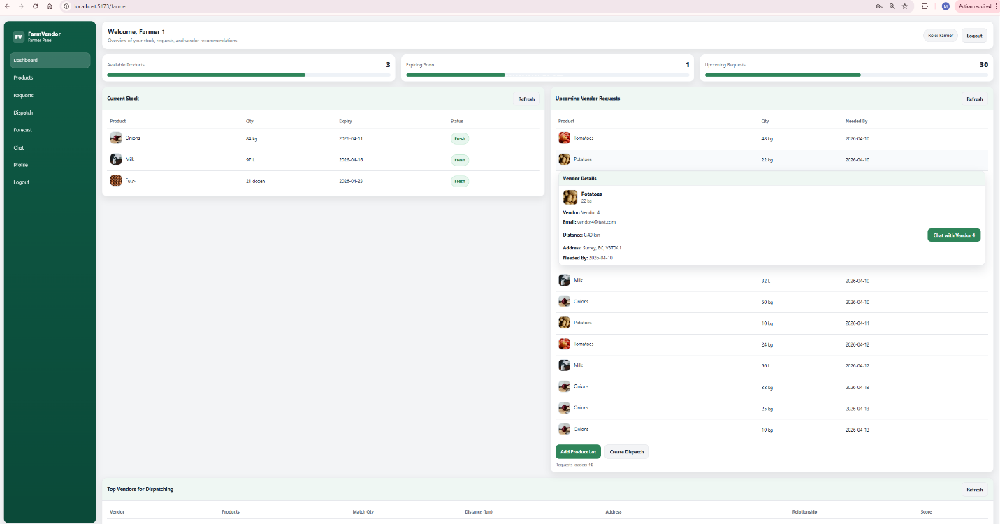 localhost:5173/farmer
M
Action required
FV
FarmVendor
Farmer Panel
Dashboard
Products
Requests
Dispatch
Forecast
Chat
Profile
Logout
Welcome, Farmer 1
Overview of your stock, requests, and vendor recommendations
Role: Farmer
Logout
Available Products 3
Expiring Soon 1
Upcoming Requests 30
Current Stock
Refresh
Product Qty Expiry Status
Onions 84 kg 2026-04-11 Fresh
Milk 97 L 2026-04-16 Fresh
Eggs 21 dozen 2026-04-23 Fresh
Upcoming Vendor Requests
Refresh
Product Qty Needed By
Tomatoes 48 kg 2026-04-10
Potatoes 22 kg 2026-04-10
Vendor Details
Potatoes
22 kg
Vendor: Vendor 4
Email: vendor4@test.com
Distance: 0.40 km
Chat with Vendor 4
Address: Surrey, BC, V3T0A1
Needed By: 2026-04-10
Milk 32 L 2026-04-10
Onions 50 kg 2026-04-10
Potatoes 10 kg 2026-04-11
Tomatoes 24 kg 2026-04-12
Milk 56 L 2026-04-12
Onions 38 kg 2026-04-13
Onions 25 kg 2026-04-13
Onions 10 kg 2026-04-13
Add Product Lot
Create Dispatch
Requests loaded: 10
Top Vendors for Dispatching
Refresh
Vendor Products Match Qty Distance (km) Address Relationship Score